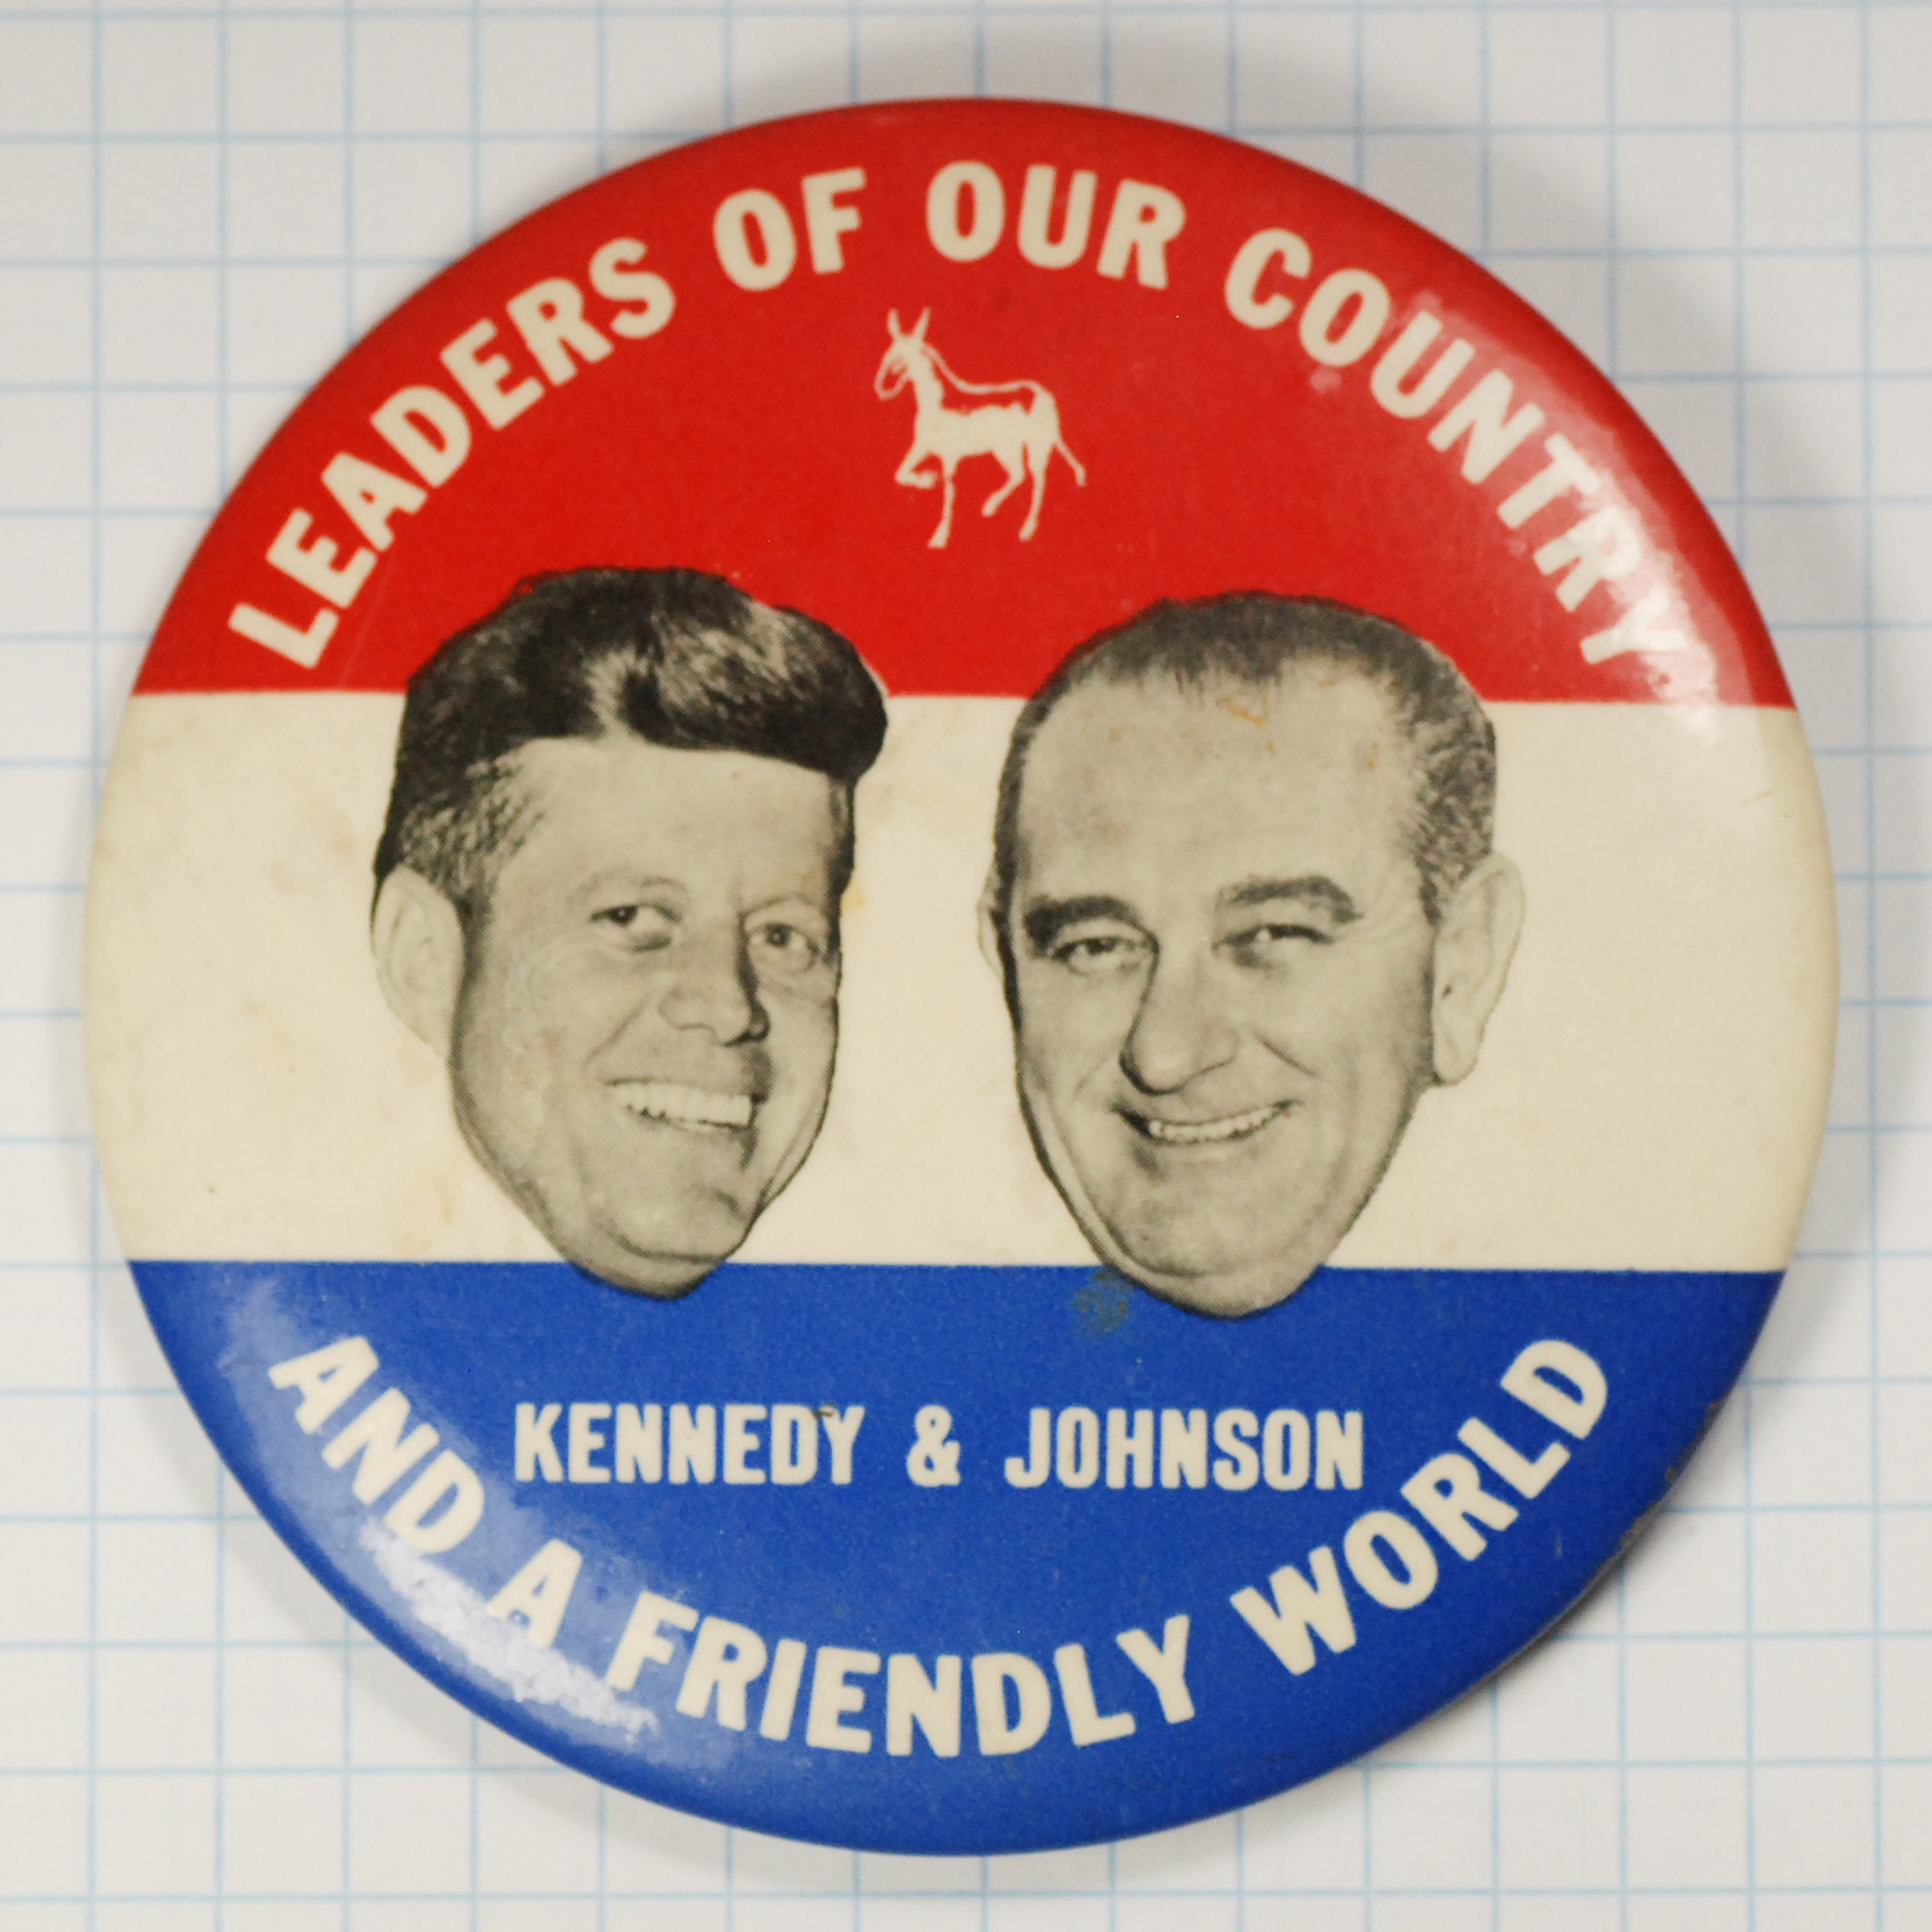 LEADERS OF OUR COUNTRY
KENNEDY & JOHNSON
AND A FRIENDLY WORLD